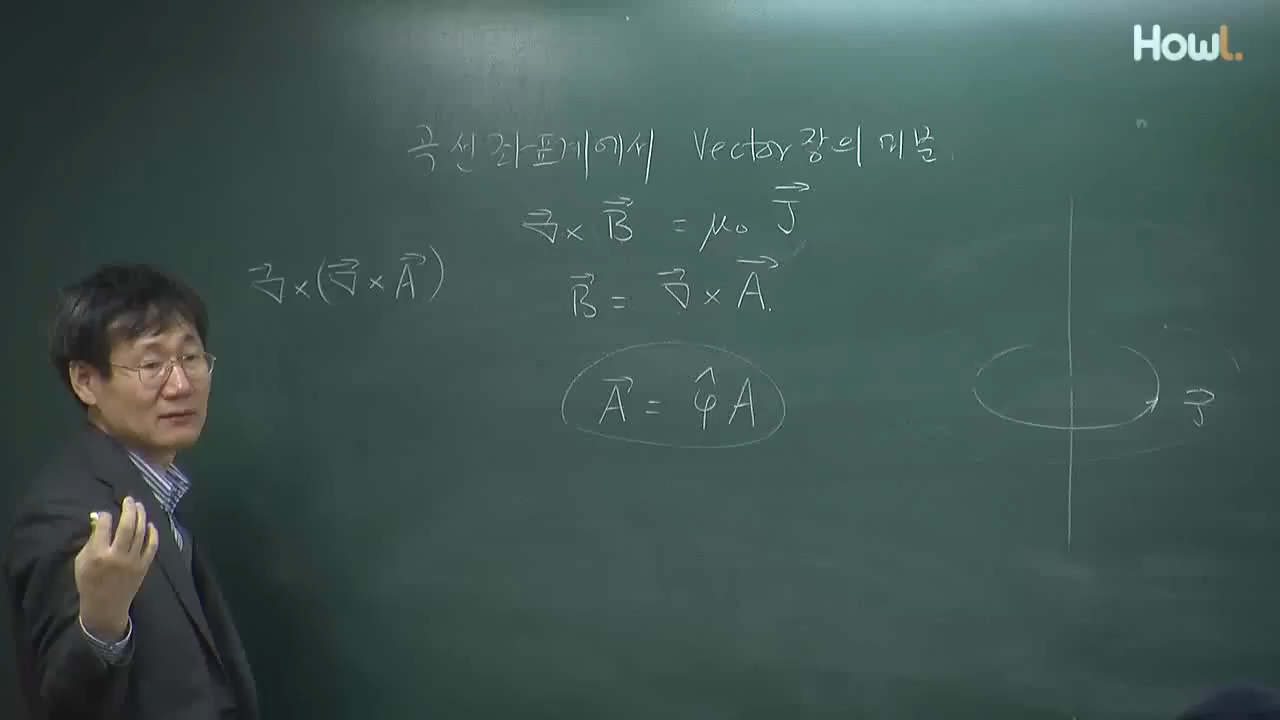 HowL.
곡선좌표계에서 Vector장의 미분.
∇⃗ × B⃗ = μ₀ J⃗
∇⃗ × (∇⃗ × A⃗)
B⃗ = ∇⃗ × A⃗.
A⃗ = φ̂ A
J⃗